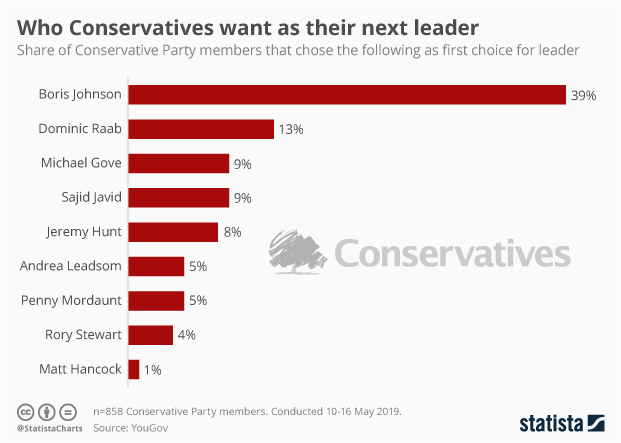 Who Conservatives want as their next leader
Share of Conservative Party members that chose the following as first choice for leader
Boris Johnson 39%
Dominic Raab 13%
Michael Gove 9%
Sajid Javid 9%
Jeremy Hunt 8%
Andrea Leadsom 5%
Penny Mordaunt 5%
Rory Stewart 4%
Matt Hancock 1%
Conservatives
cc
@StatistaCharts
n=858 Conservative Party members. Conducted 10-16 May 2019.
Source: YouGov
statista